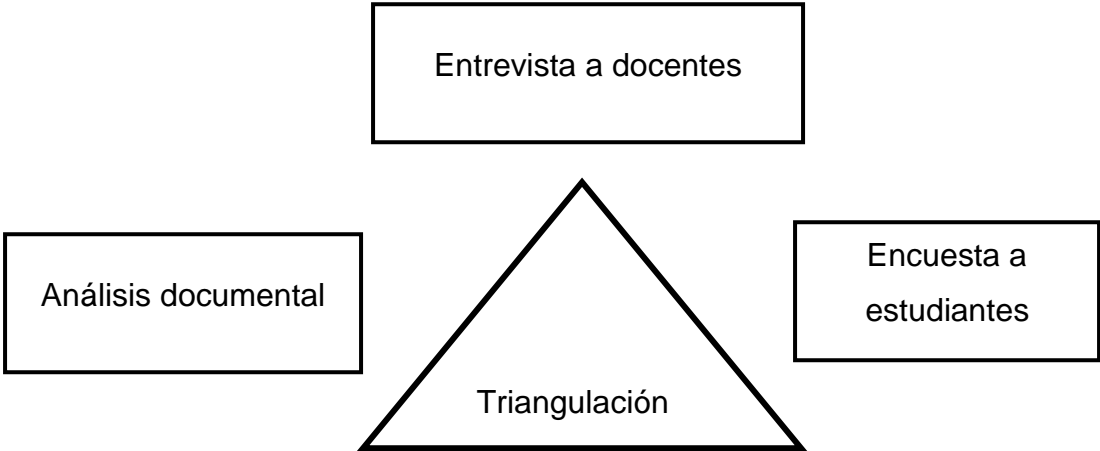 Entrevista a docentes
Análisis documental
Encuesta a
estudiantes
Triangulación